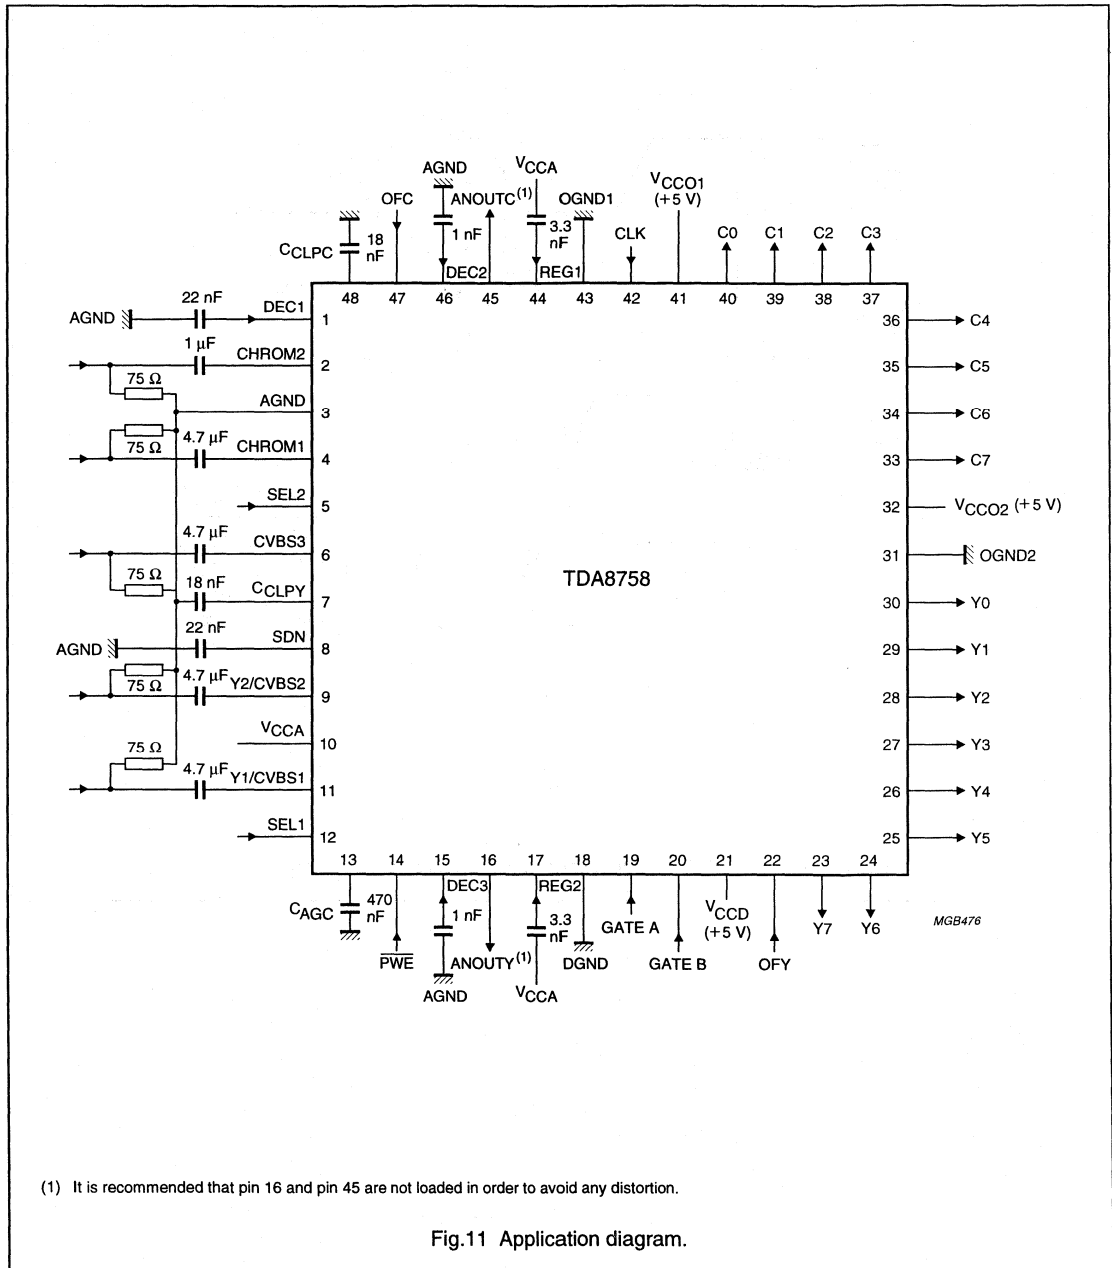 AGND
VCCA
VCCO1
(+5 V)
OFC
ANOUTC(1)
OGND1
CLK
C0
C1
C2
C3
CCLPC
18
nF
1 nF
3.3
nF
DEC2
REG1
48
47
46
45
44
43
42
41
40
39
38
37
AGND
22 nF
DEC1
1
36
C4
1 µF
CHROM2
2
35
C5
75 Ω
AGND
3
34
C6
75 Ω
4.7 µF
CHROM1
4
33
C7
SEL2
5
32
VCCO2 (+5 V)
4.7 µF
CVBS3
6
31
OGND2
75 Ω
18 nF
CCLPY
7
30
Y0
TDA8758
AGND
22 nF
SDN
8
29
Y1
75 Ω
4.7 µF
Y2/CVBS2
9
28
Y2
VCCA
10
27
Y3
75 Ω
4.7 µF
Y1/CVBS1
11
26
Y4
SEL1
12
25
Y5
13
14
15
16
17
18
19
20
21
22
23
24
DEC3
REG2
CAGC
470
nF
1 nF
3.3
nF
PWE
ANOUTY(1)
AGND
VCCA
DGND
GATE A
GATE B
VCCD
(+5 V)
OFY
Y7
Y6
MGB476
(1) It is recommended that pin 16 and pin 45 are not loaded in order to avoid any distortion.
Fig.11 Application diagram.